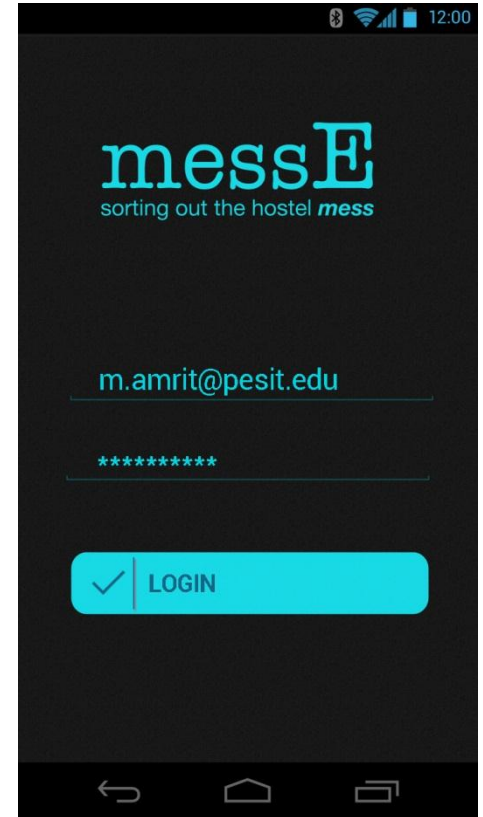 12:00
messE
sorting out the hostel mess
m.amrit@pesit.edu
**********
LOGIN